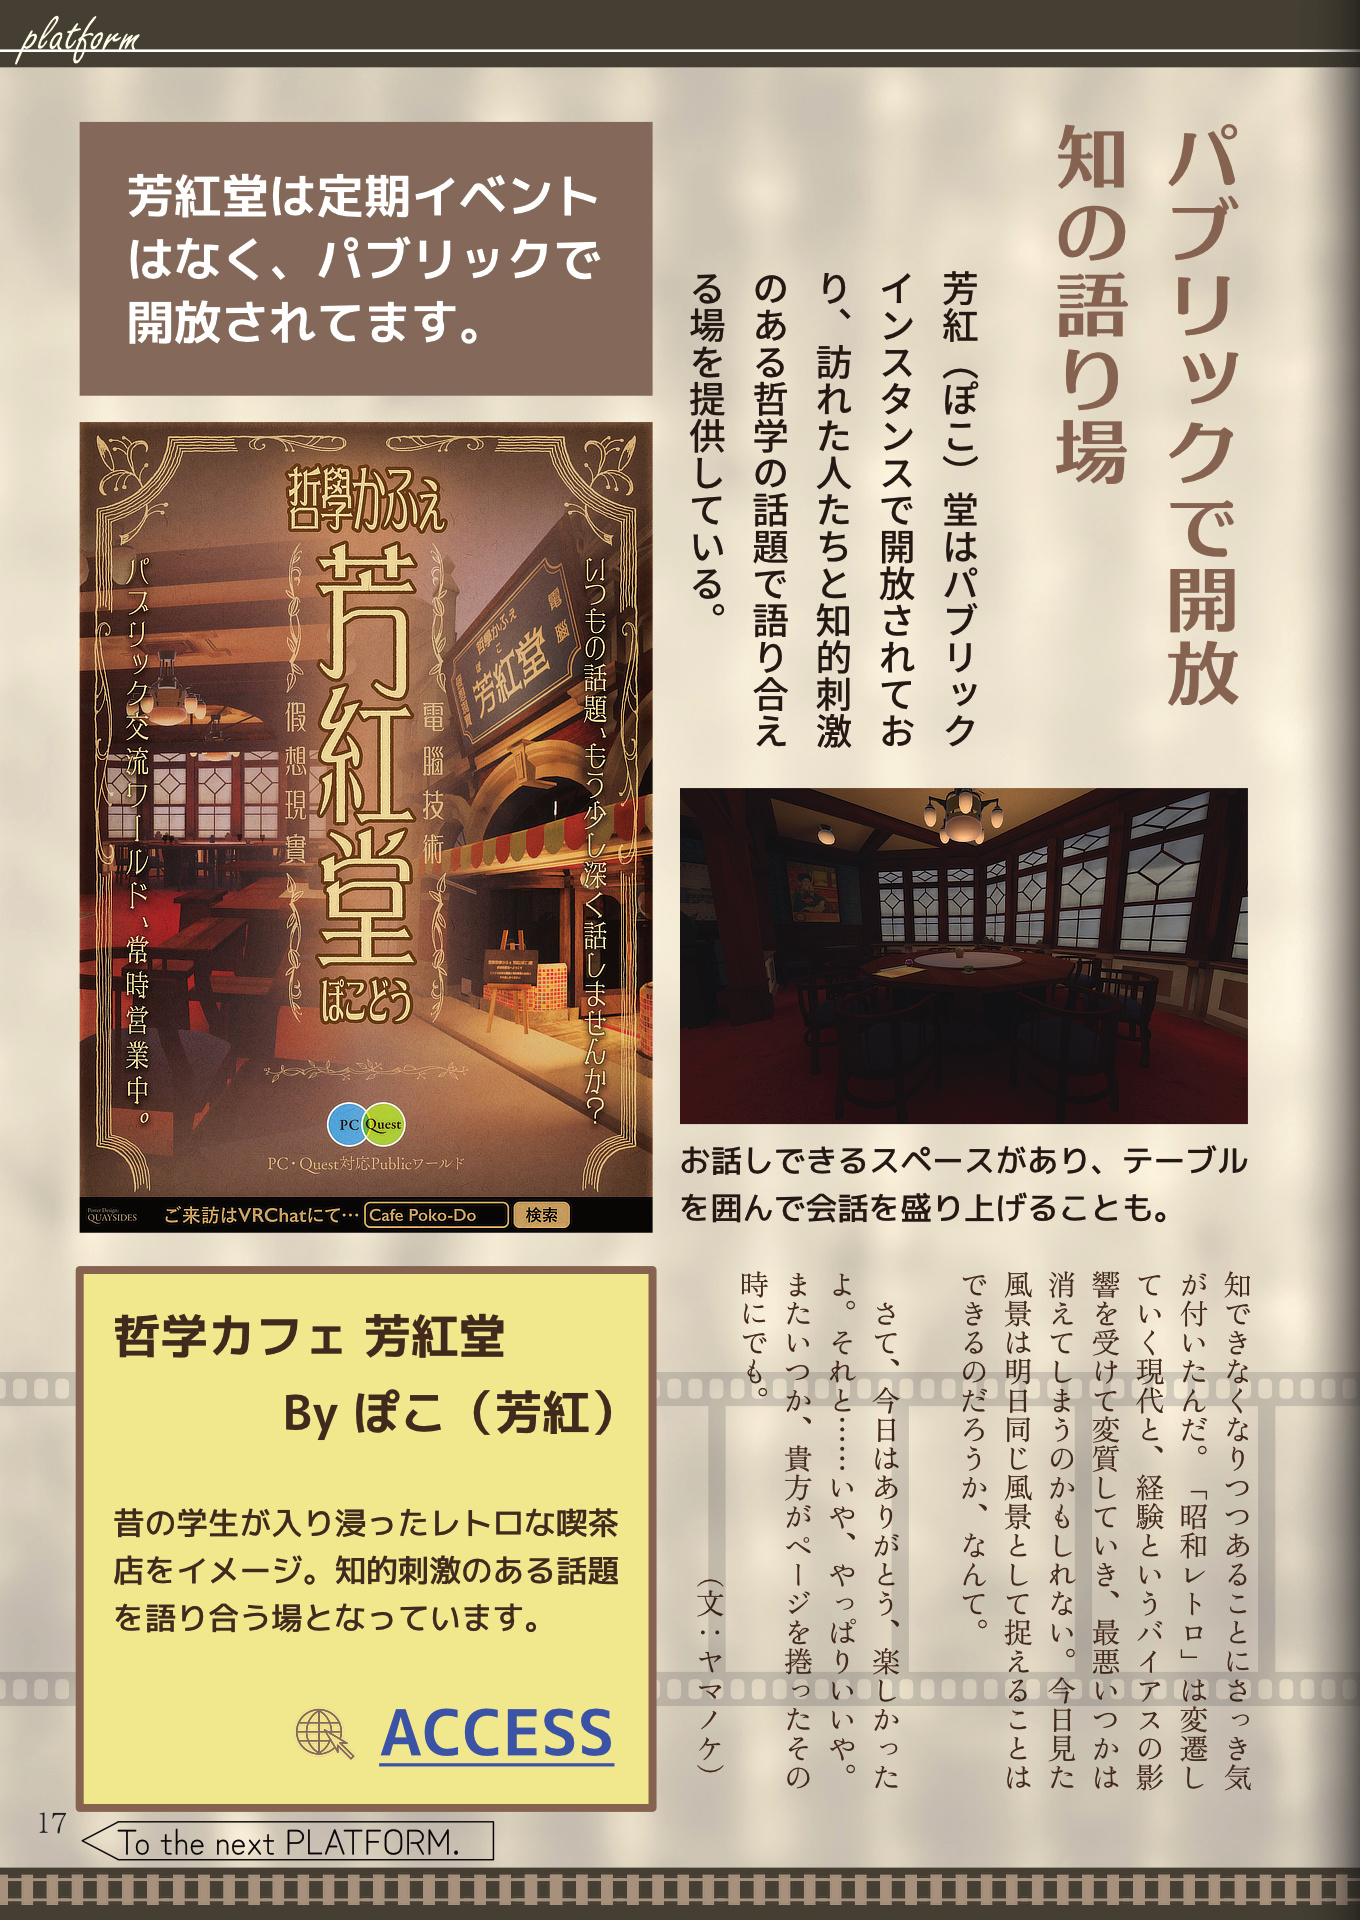 platform
パブリックで開放
知の語り場
芳紅（ぽこ）堂はパブリック
インスタンスで開放されてお
り、訪れた人たちと知的刺激
のある哲学の話題で語り合え
る場を提供している。
芳紅堂は定期イベント
はなく、パブリックで
開放されてます。
いつもの話題、もう少し深く話しませんか？
哲學かふえ
芳紅堂
ぽこどう
電腦技術
假想現實
パブリック交流ワールド、常時営業中。
電腦
哲學かふえ
ぽこ
芳紅堂
PC
Quest
PC・Quest対応Publicワールド
Poster Design:
QUAYSIDES
ご来訪はVRChatにて…
Cafe Poko-Do
検索
お話しできるスペースがあり、テーブル
を囲んで会話を盛り上げることも。
知できなくなりつつあることにさっき気
が付いたんだ。「昭和レトロ」は変遷し
ていく現代と、経験というバイアスの影
響を受けて変質していき、最悪いつかは
消えてしまうのかもしれない。今日見た
風景は明日同じ風景として捉えることは
できるのだろうか、なんて。
さて、今日はありがとう、楽しかった
よ。それと……いや、やっぱりいいや。
またいつか、貴方がページを捲ったその
時にでも。
（文：ヤマノケ）
哲学カフェ 芳紅堂
By ぽこ（芳紅）
昔の学生が入り浸ったレトロな喫茶
店をイメージ。知的刺激のある話題
を語り合う場となっています。
ACCESS
17
To the next PLATFORM.